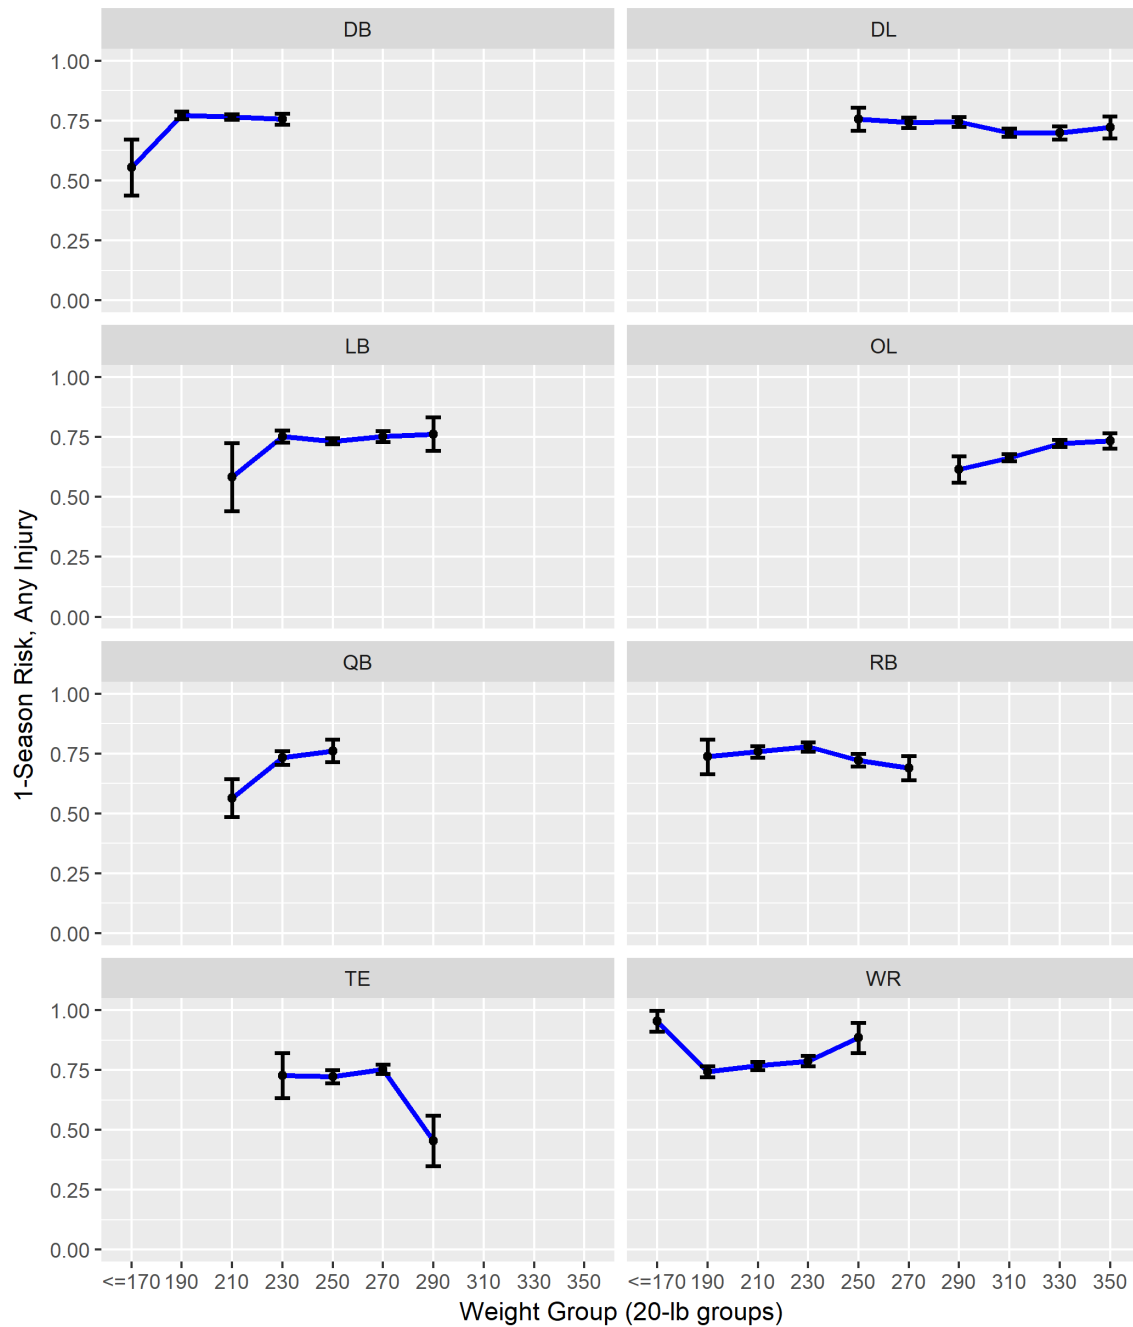 DB
DL
1.00
0.75
0.50
0.25
0.00
LB
OL
1.00
0.75
0.50
0.25
0.00
QB
RB
1.00
0.75
0.50
0.25
0.00
TE
WR
1.00
0.75
0.50
0.25
0.00
1-Season Risk, Any Injury
<=170 190 210 230 250 270 290 310 330 350
<=170 190 210 230 250 270 290 310 330 350
Weight Group (20-lb groups)